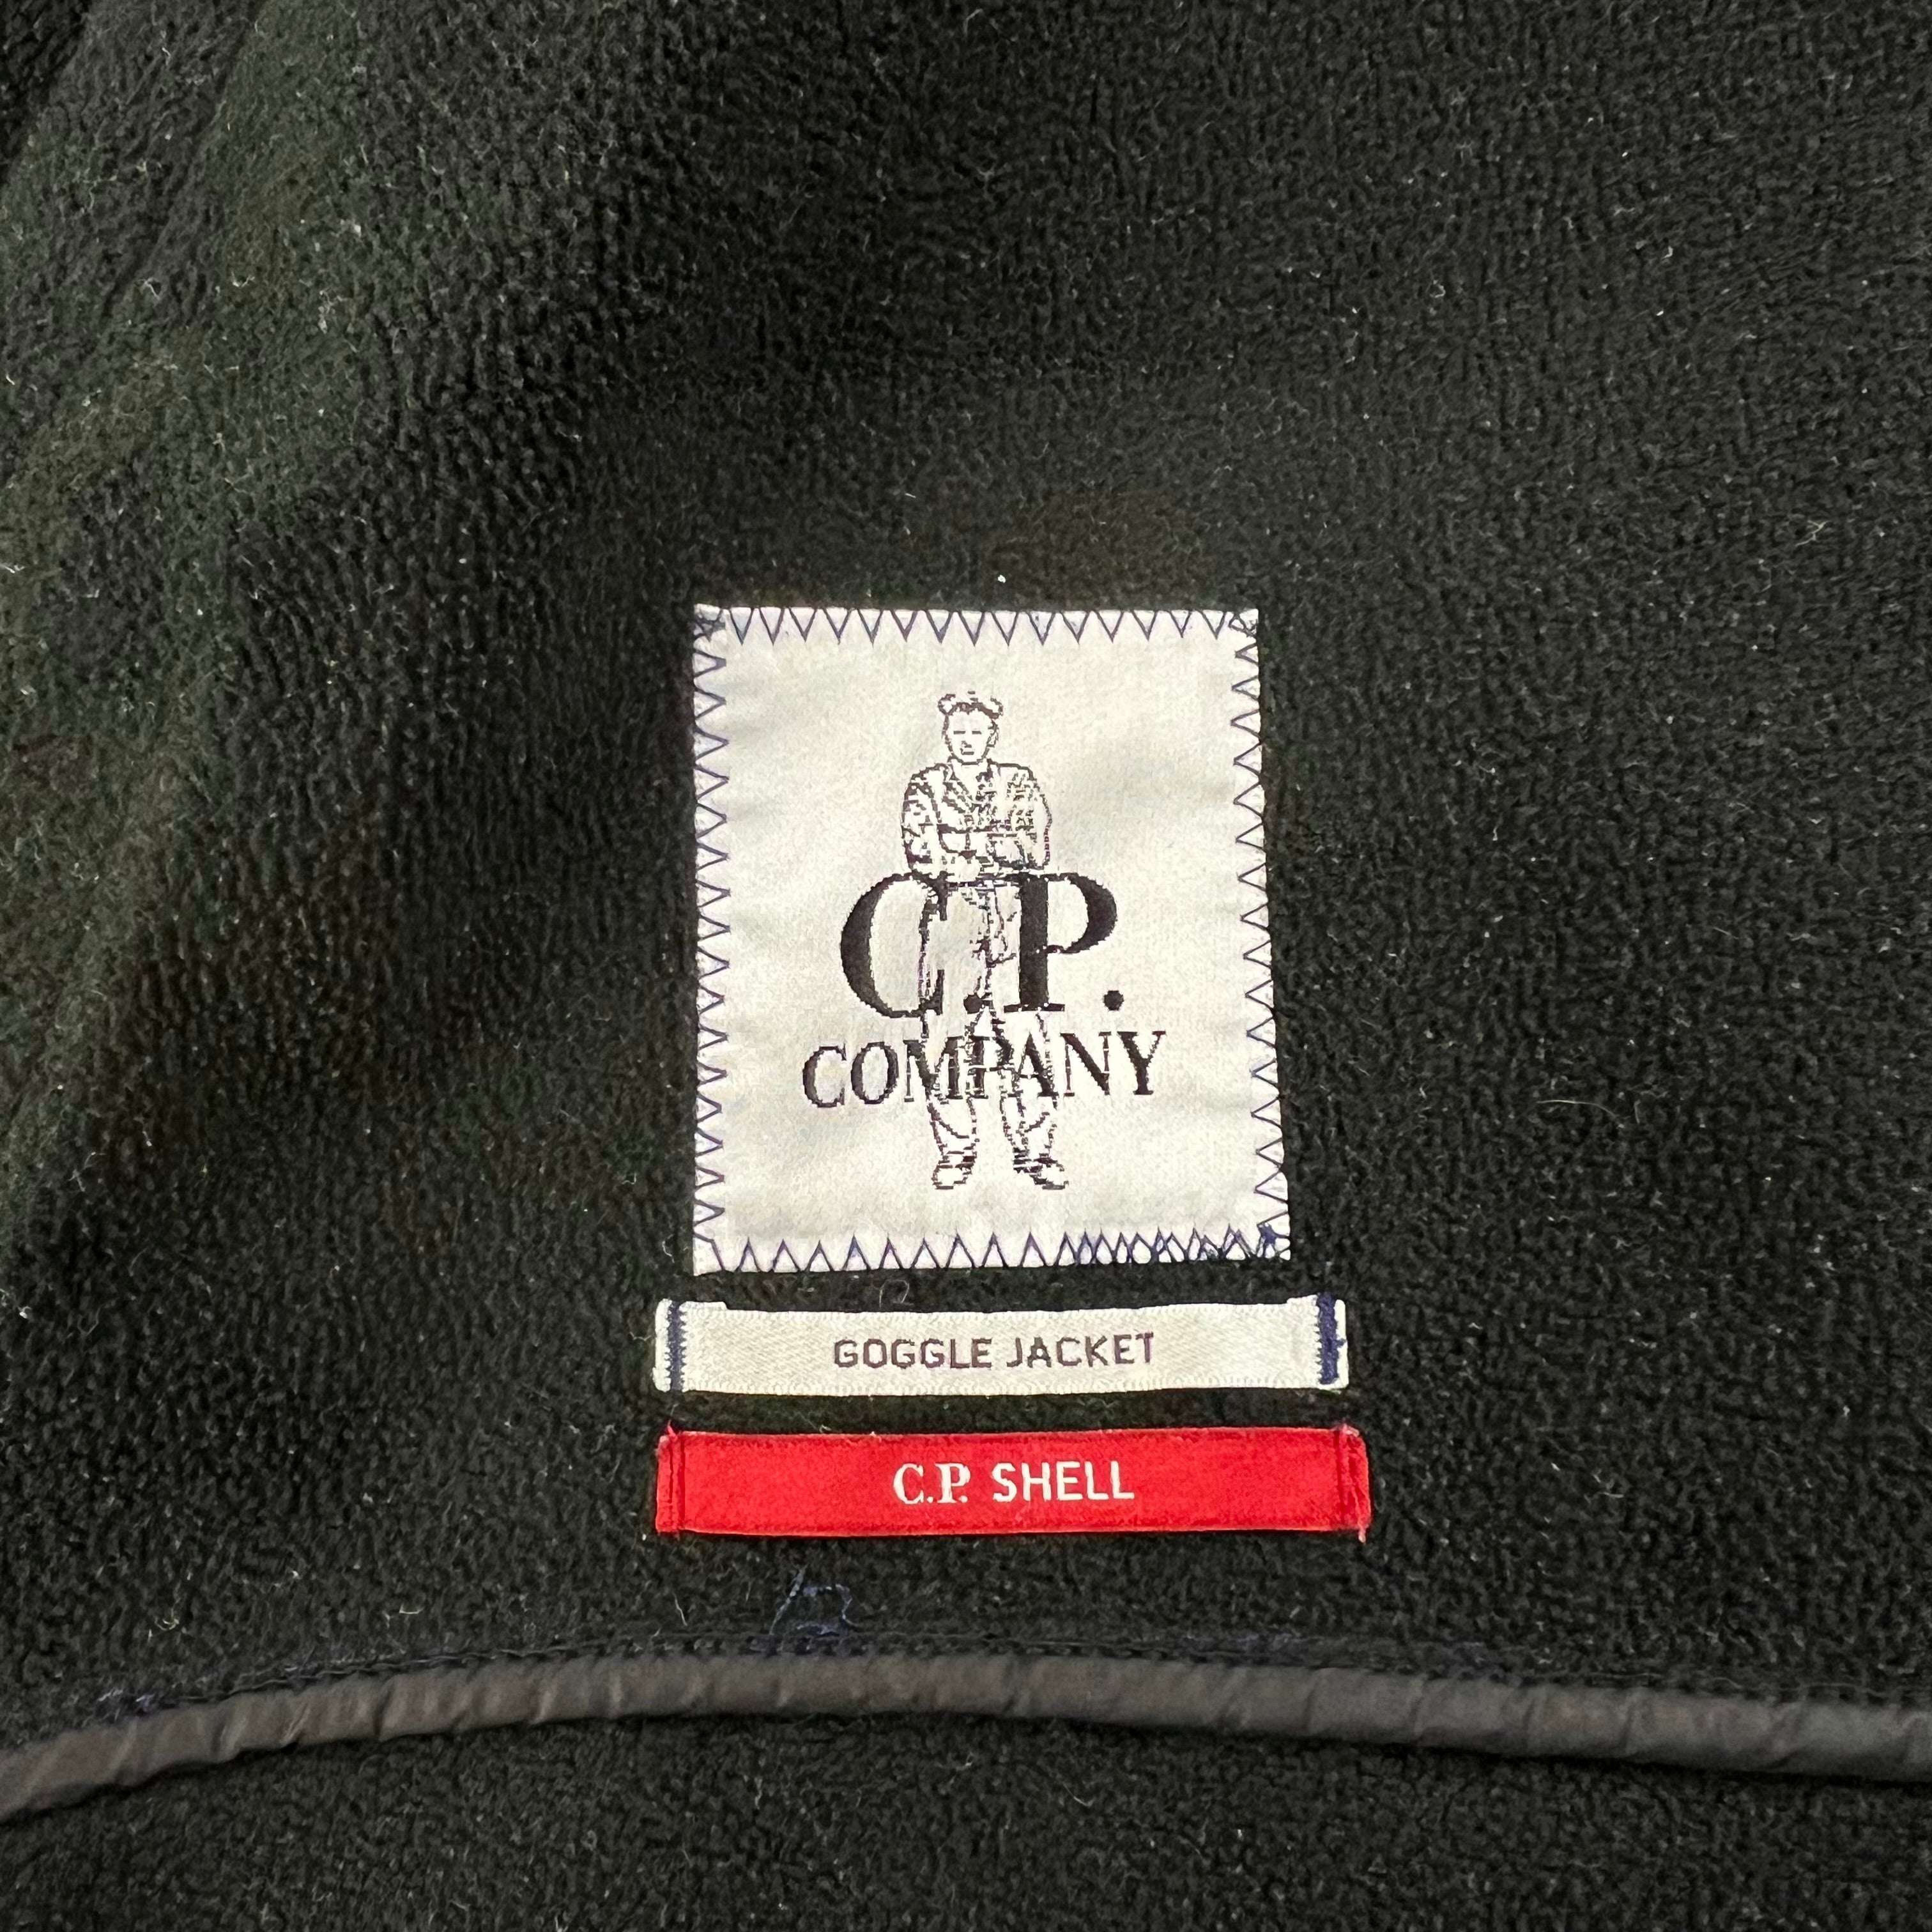 C.P.
COMPANY
GOGGLE JACKET
C.P. SHELL